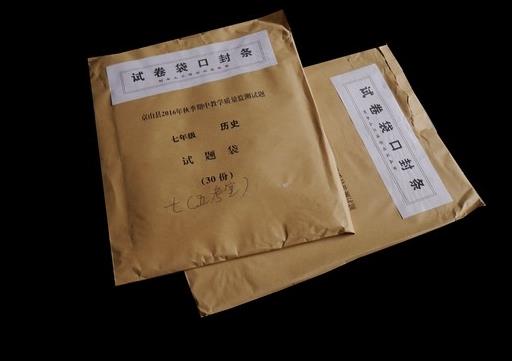 试卷袋口封条
京山县2016年秋季期中教学质量监测试题
七年级 历史
试题袋
(30份)
七(五考室)
试卷袋口封条